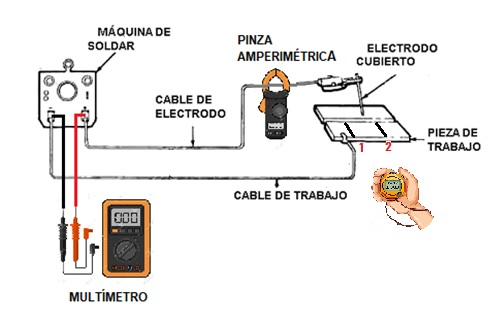 MÁQUINA DE
SOLDAR
PINZA
AMPERIMÉTRICA
ELECTRODO
CUBIERTO
CABLE DE
ELECTRODO
1 2
PIEZA DE
TRABAJO
CABLE DE TRABAJO
000
MULTÍMETRO